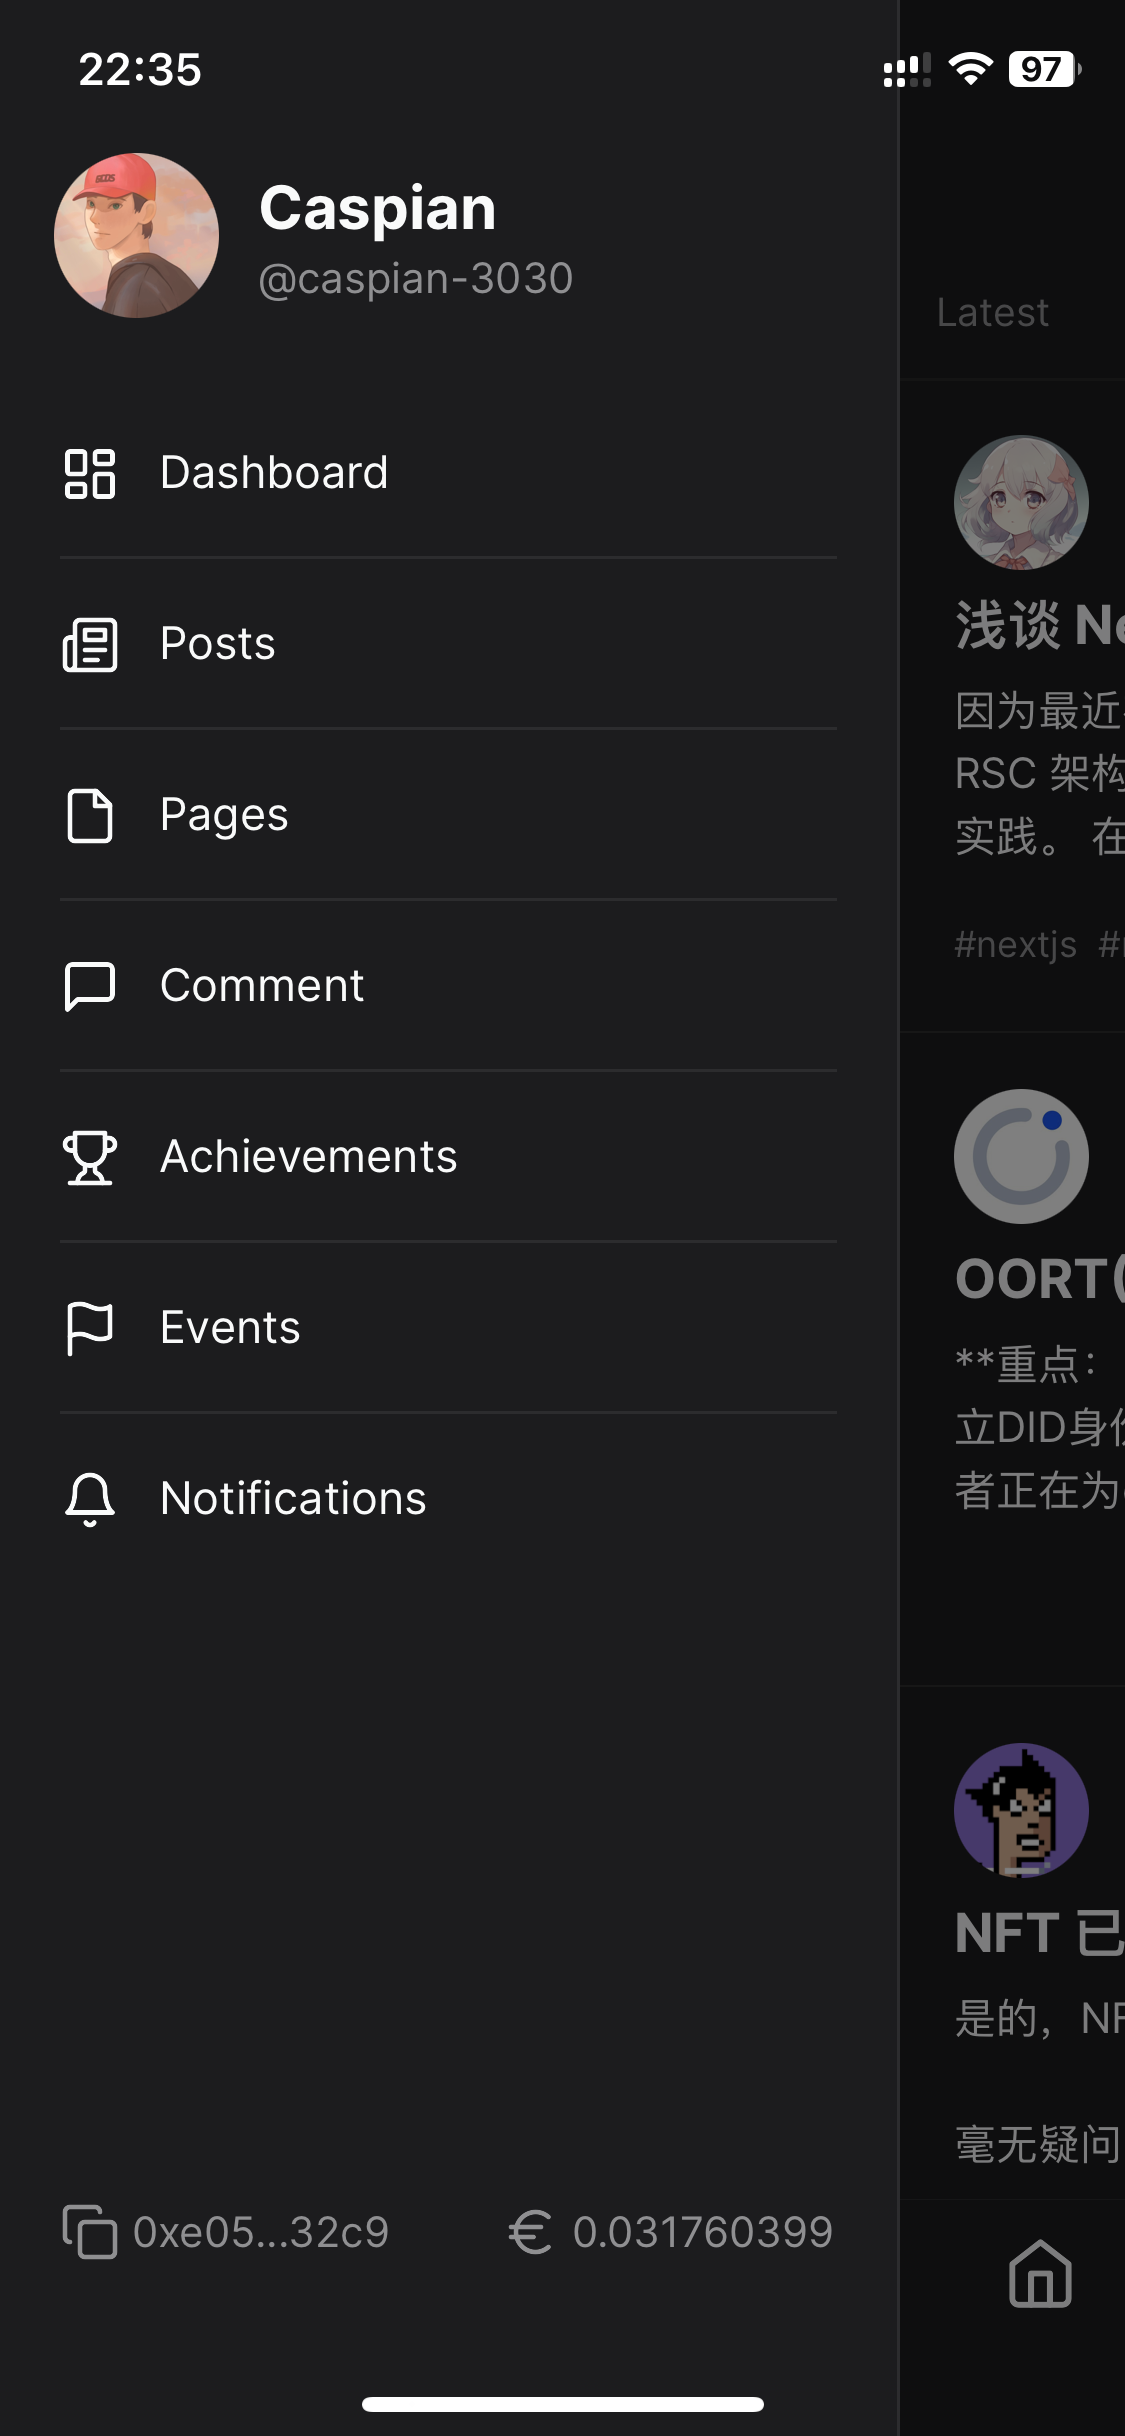 22:35
97
Caspian
@caspian-3030
Dashboard
Posts
Pages
Comment
Achievements
Events
Notifications
0xe05...32c9
0.031760399
Latest
浅谈 Ne
因为最近
RSC 架构
实践。 在
#nextjs #
OORT(
**重点：
立DID身份
者正在为
NFT 已
是的，NF
毫无疑问